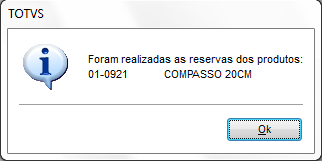 TOTVS
Foram realizadas as reservas dos produtos:
01-0921 COMPASSO 20CM
Ok